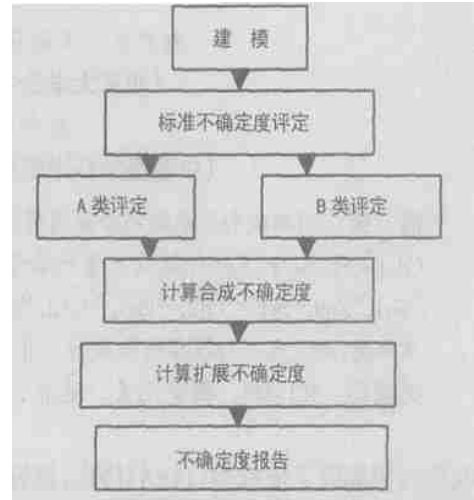 建 模
标准不确定度评定
A类评定
B类评定
计算合成不确定度
计算扩展不确定度
不确定度报告